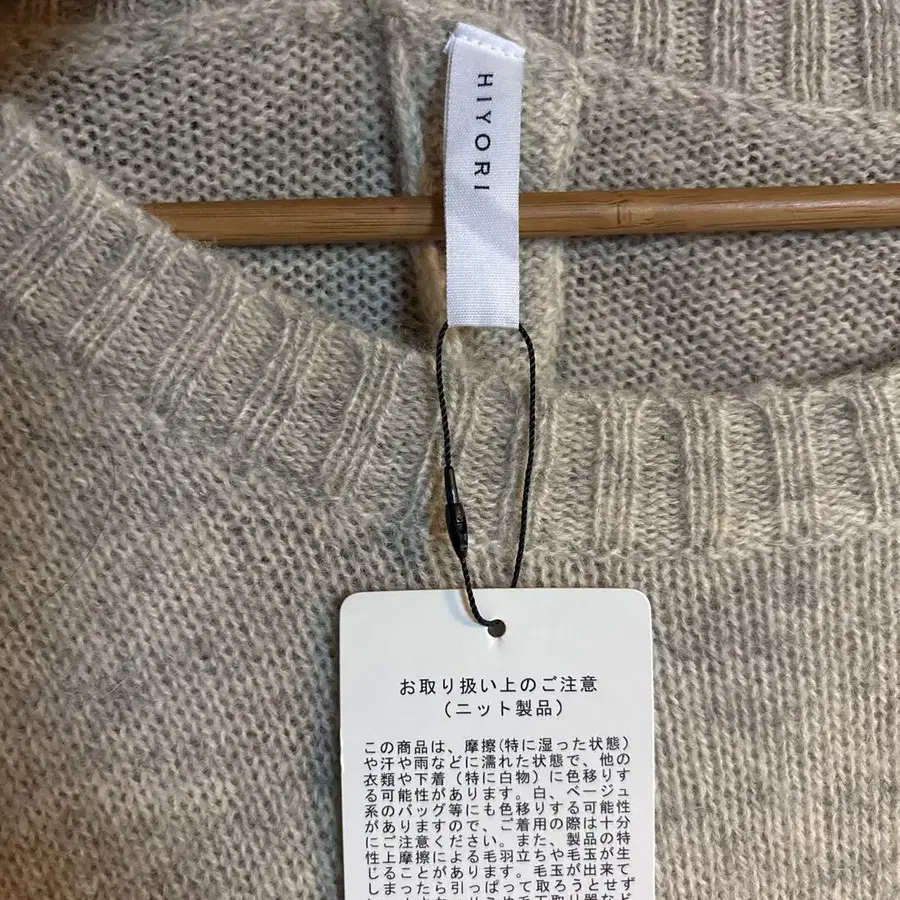 HIYORI
お取り扱い上のご注意
（ニット製品）
この商品は、摩擦(特に湿った状態)
や汗や雨などに濡れた状態で、他の
衣類や下着（特に白物）に色移りす
る可能性があります。白、ベージュ
系のバッグ等にも色移りする可能性
がありますので、ご着用の際は十分
にご注意ください。また、製品の特
性上摩擦による毛羽立ちや毛玉が生
じることがあります。毛玉が出来て
しまったら引っぱって取ろうとせず